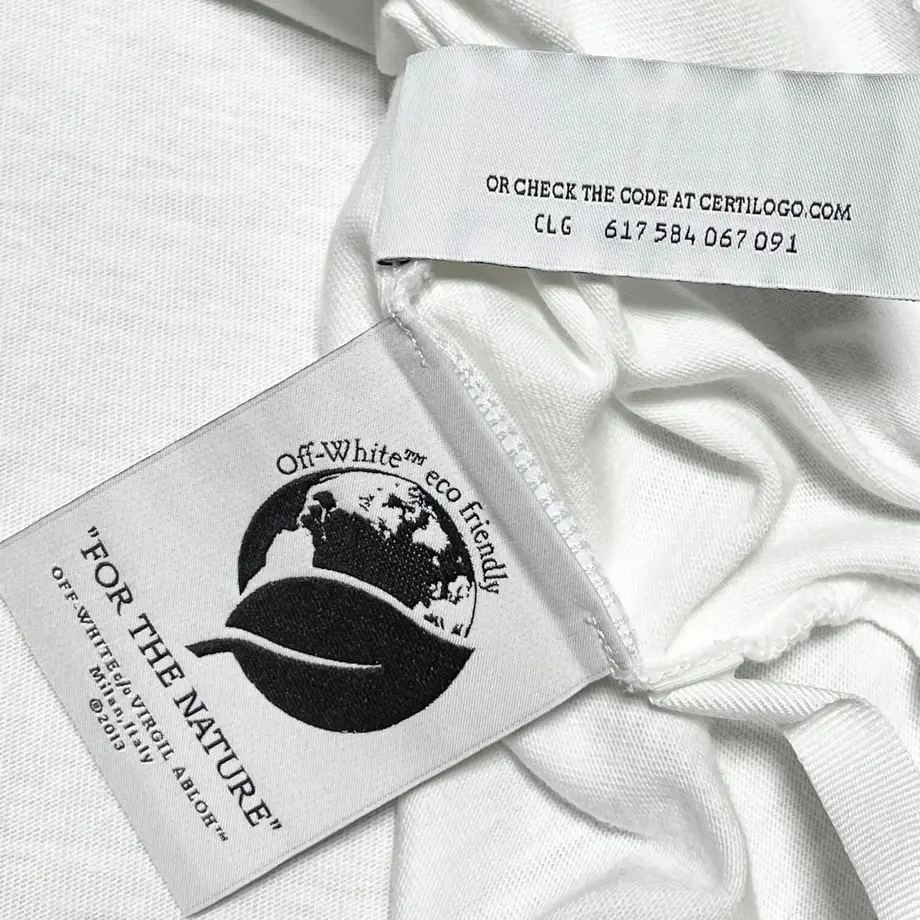 OR CHECK THE CODE AT CERTILOGO.COM
CLG 617 584 067 091
Off-White™ eco friendly
"FOR THE NATURE"
OFF-WHITE c/o VIRGIL ABLOH™
Milan, Italy
©2013